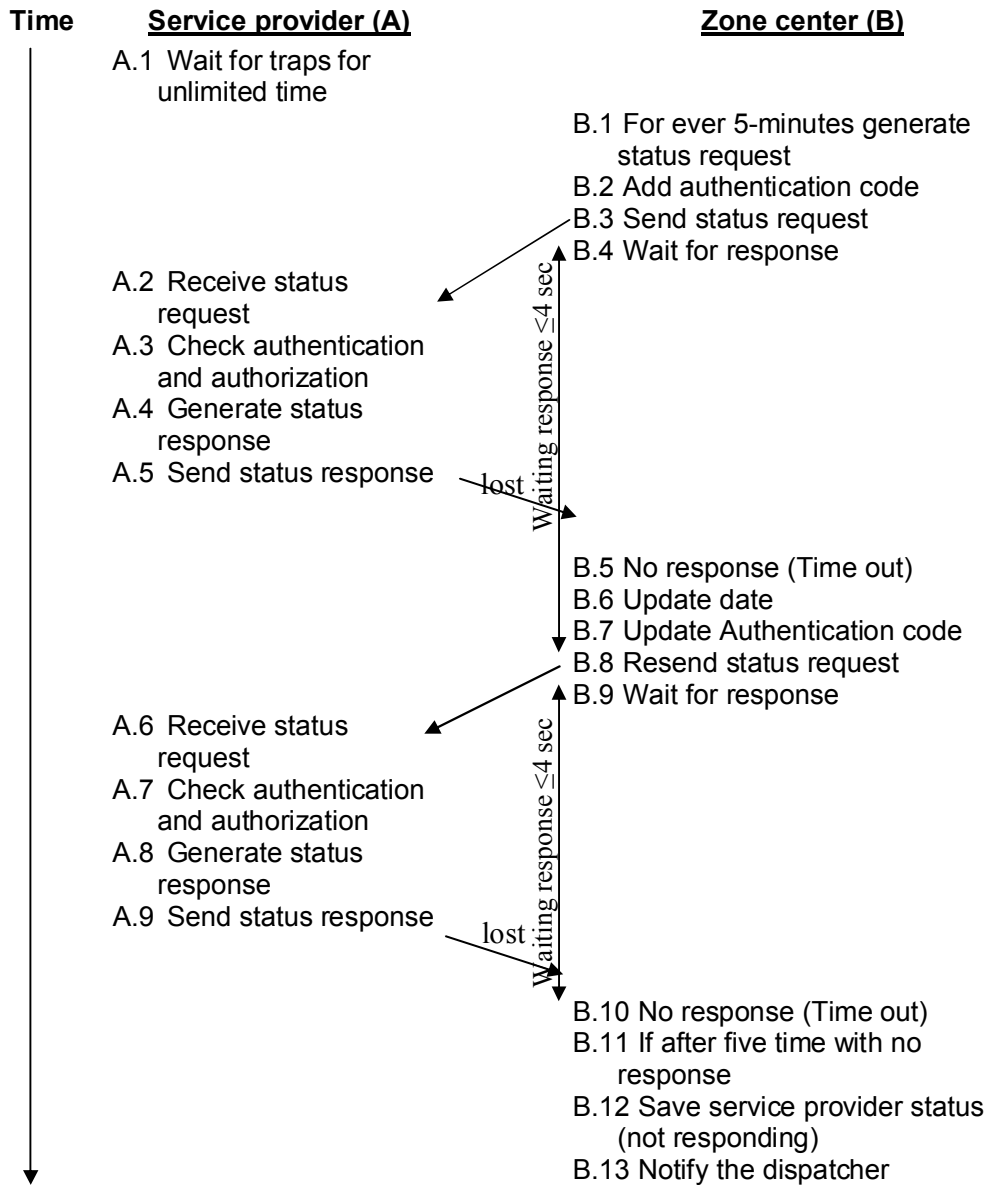 Time Service provider (A) Zone center (B)
A.1 Wait for traps for
unlimited time
B.1 For ever 5-minutes generate
status request
B.2 Add authentication code
B.3 Send status request
B.4 Wait for response
Waiting response ≤4 sec
A.2 Receive status
request
A.3 Check authentication
and authorization
A.4 Generate status
response
A.5 Send status response
lost
B.5 No response (Time out)
B.6 Update date
B.7 Update Authentication code
B.8 Resend status request
B.9 Wait for response
Waiting response ≤4 sec
A.6 Receive status
request
A.7 Check authentication
and authorization
A.8 Generate status
response
A.9 Send status response
lost
B.10 No response (Time out)
B.11 If after five time with no
response
B.12 Save service provider status
(not responding)
B.13 Notify the dispatcher